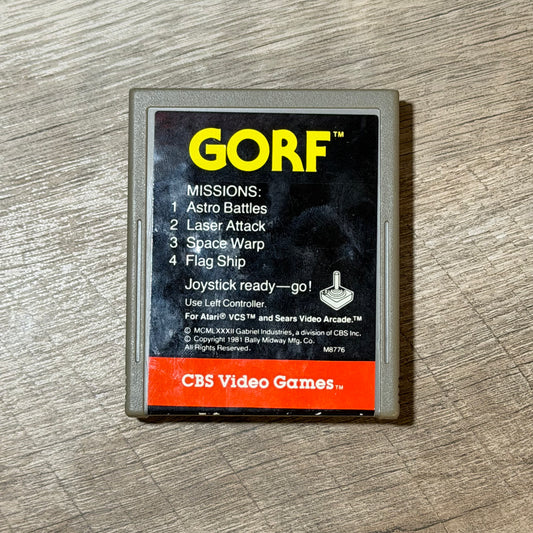 GORF™
MISSIONS:
1 Astro Battles
2 Laser Attack
3 Space Warp
4 Flag Ship
Joystick ready—go!
Use Left Controller.
For Atari® VCS™ and Sears Video Arcade.™
© MCMLXXXII Gabriel Industries, a division of CBS Inc.
© Copyright 1981 Bally Midway Mfg. Co.
All Rights Reserved. M8776
CBS Video Games™